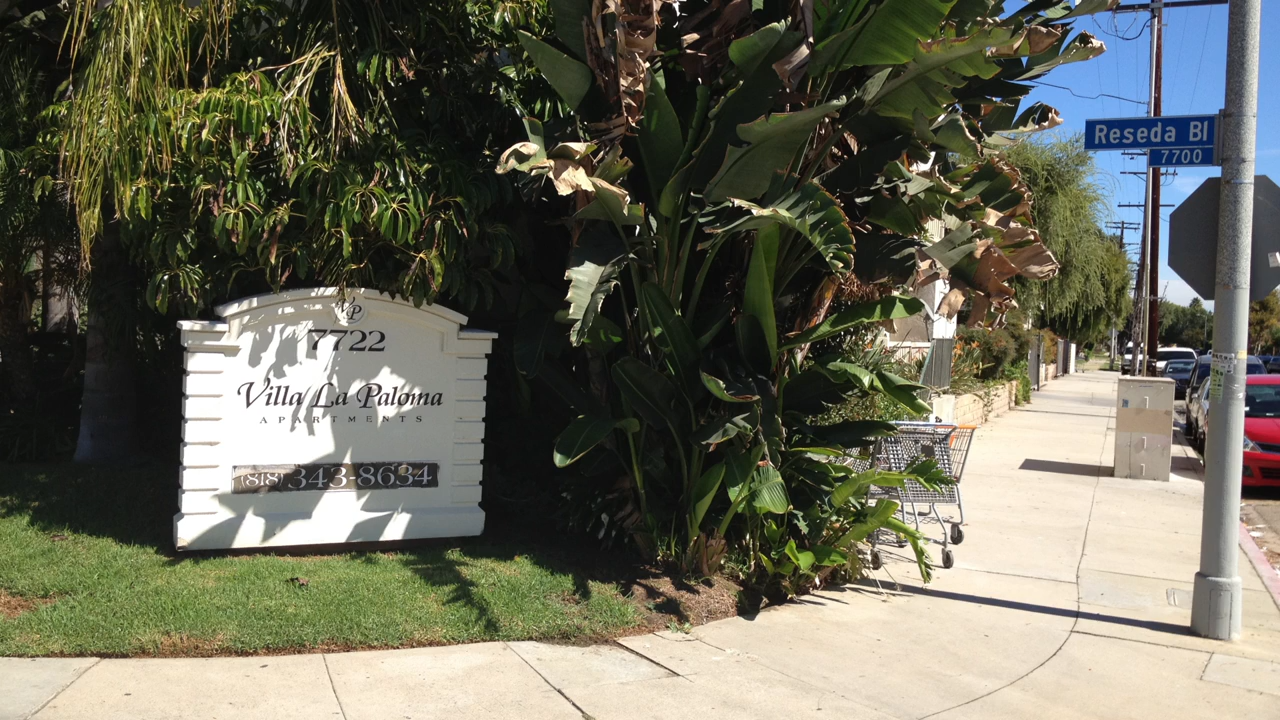 VP
7722
Villa La Paloma
APARTMENTS
(818) 343-8634
Reseda Bl
7700